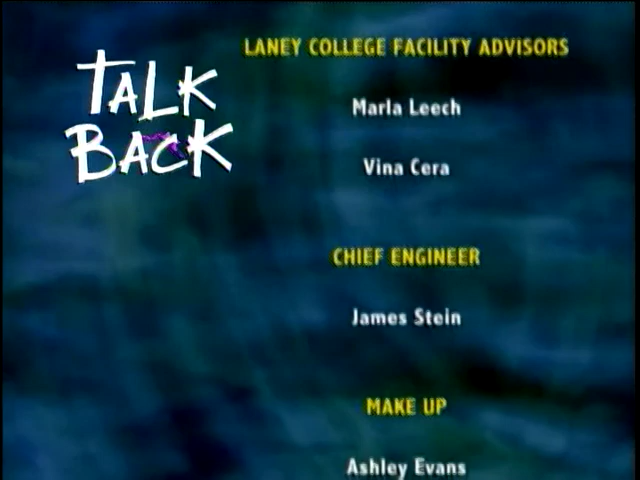 TALK
BACK
LANEY COLLEGE FACILITY ADVISORS
Marla Leech
Vina Cera
CHIEF ENGINEER
James Stein
MAKE UP
Ashley Evans